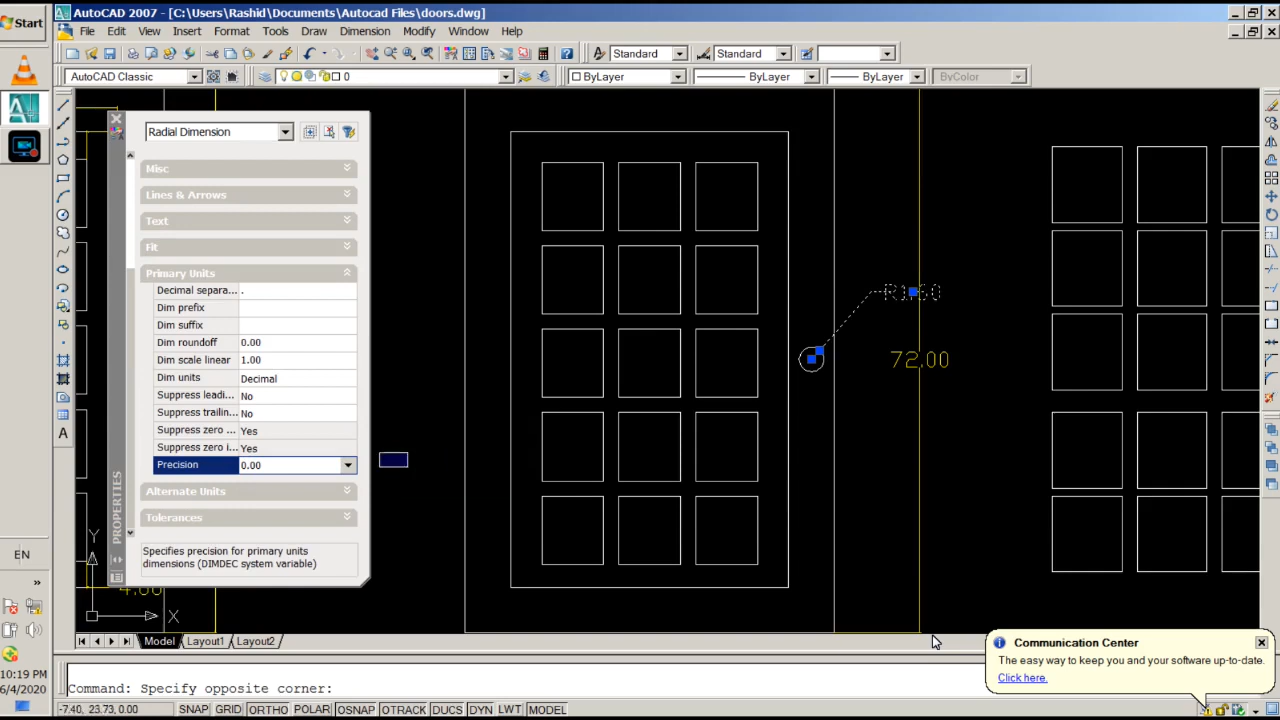 Start
AutoCAD 2007 - [C:\Users\Rashid\Documents\Autocad Files\doors.dwg]
File Edit View Insert Format Tools Draw Dimension Modify Window Help
Standard Standard
AutoCAD Classic 0 ByLayer ByLayer ByLayer ByColor
Radial Dimension
Misc
Lines & Arrows
Text
Fit
Primary Units
Decimal separa... .
Dim prefix
Dim suffix
Dim roundoff 0.00
Dim scale linear 1.00
Dim units Decimal
Suppress leadi... No
Suppress trailin... No
Suppress zero ... Yes
Suppress zero i... Yes
Precision 0.00
Alternate Units
Tolerances
Specifies precision for primary units
dimensions (DIMDEC system variable)
PROPERTIES
72.00
A
EN
»
Y
X
4.00
Model Layout1 Layout2
Communication Center
The easy way to keep you and your software up-to-date.
Click here.
10:19 PM
6/4/2020
Command: Specify opposite corner:
-7.40, 23.73, 0.00 SNAP GRID ORTHO POLAR OSNAP OTRACK DUCS DYN LWT MODEL